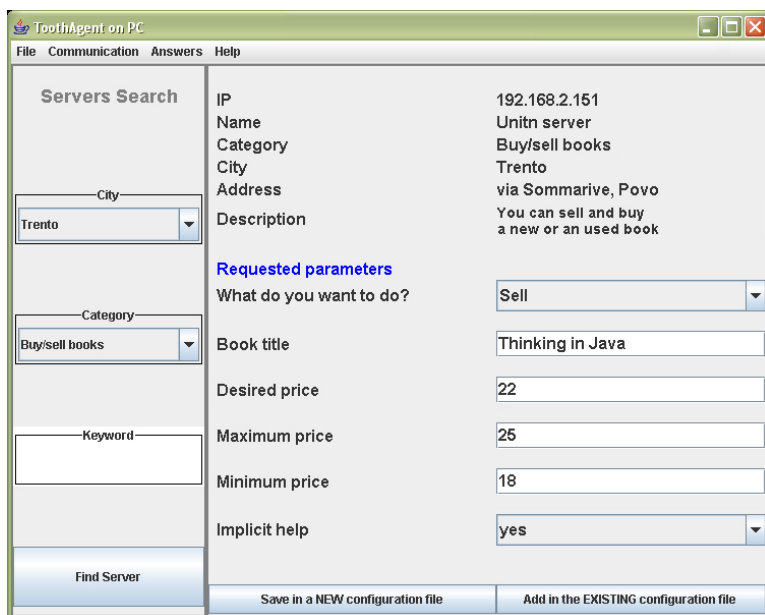 ToothAgent on PC
File Communication Answers Help
Servers Search
City
Trento
Category
Buy/sell books
Keyword
Find Server
IP 192.168.2.151
Name Unitn server
Category Buy/sell books
City Trento
Address via Sommarive, Povo
Description You can sell and buy
a new or an used book
Requested parameters
What do you want to do? Sell
Book title Thinking in Java
Desired price 22
Maximum price 25
Minimum price 18
Implicit help yes
Save in a NEW configuration file Add in the EXISTING configuration file